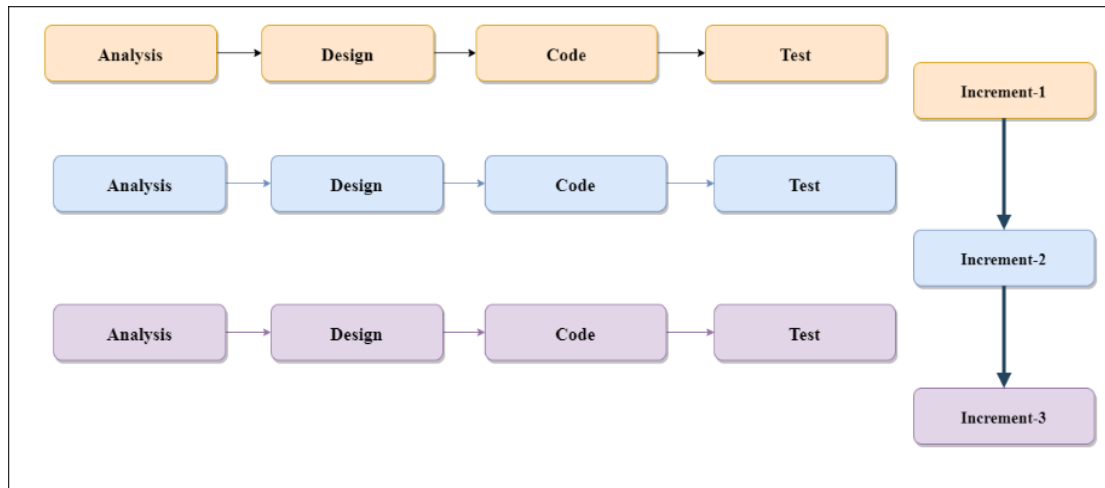 Analysis
Design
Code
Test
Increment-1
Analysis
Design
Code
Test
Increment-2
Analysis
Design
Code
Test
Increment-3